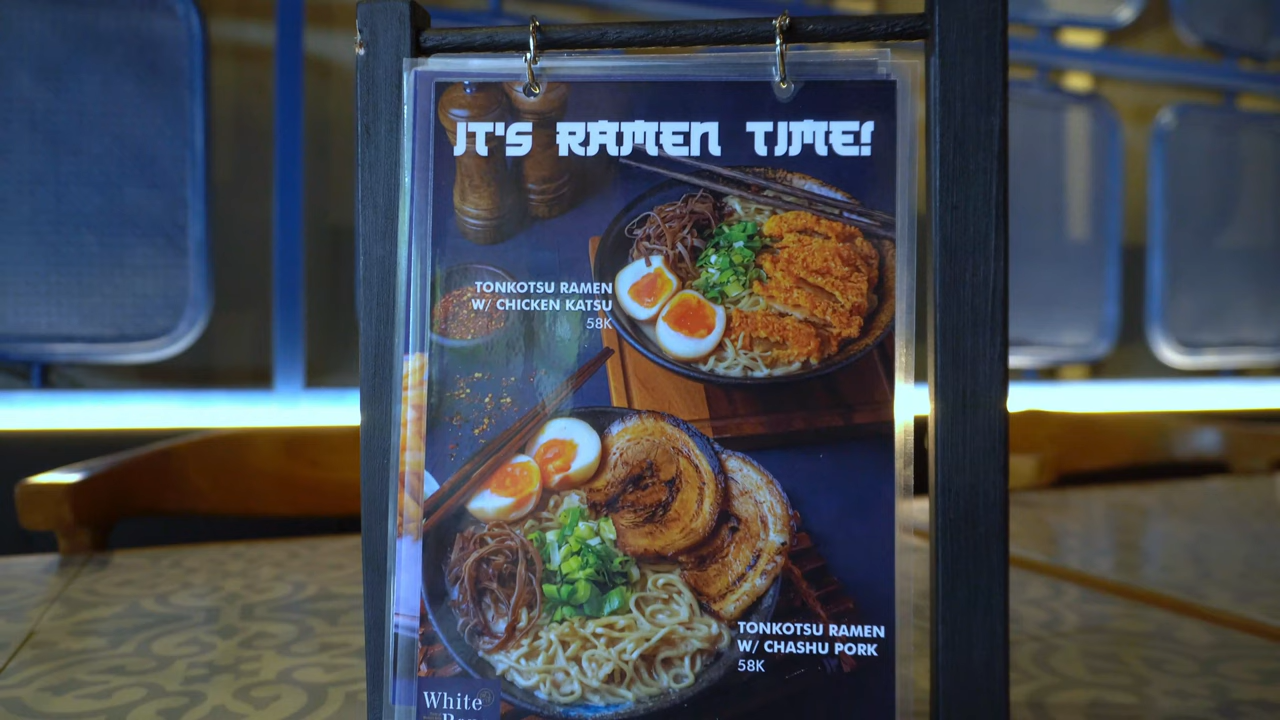 IT'S RAMEN TIME!
TONKOTSU RAMEN
W/ CHICKEN KATSU
58K
TONKOTSU RAMEN
W/ CHASHU PORK
58K
White